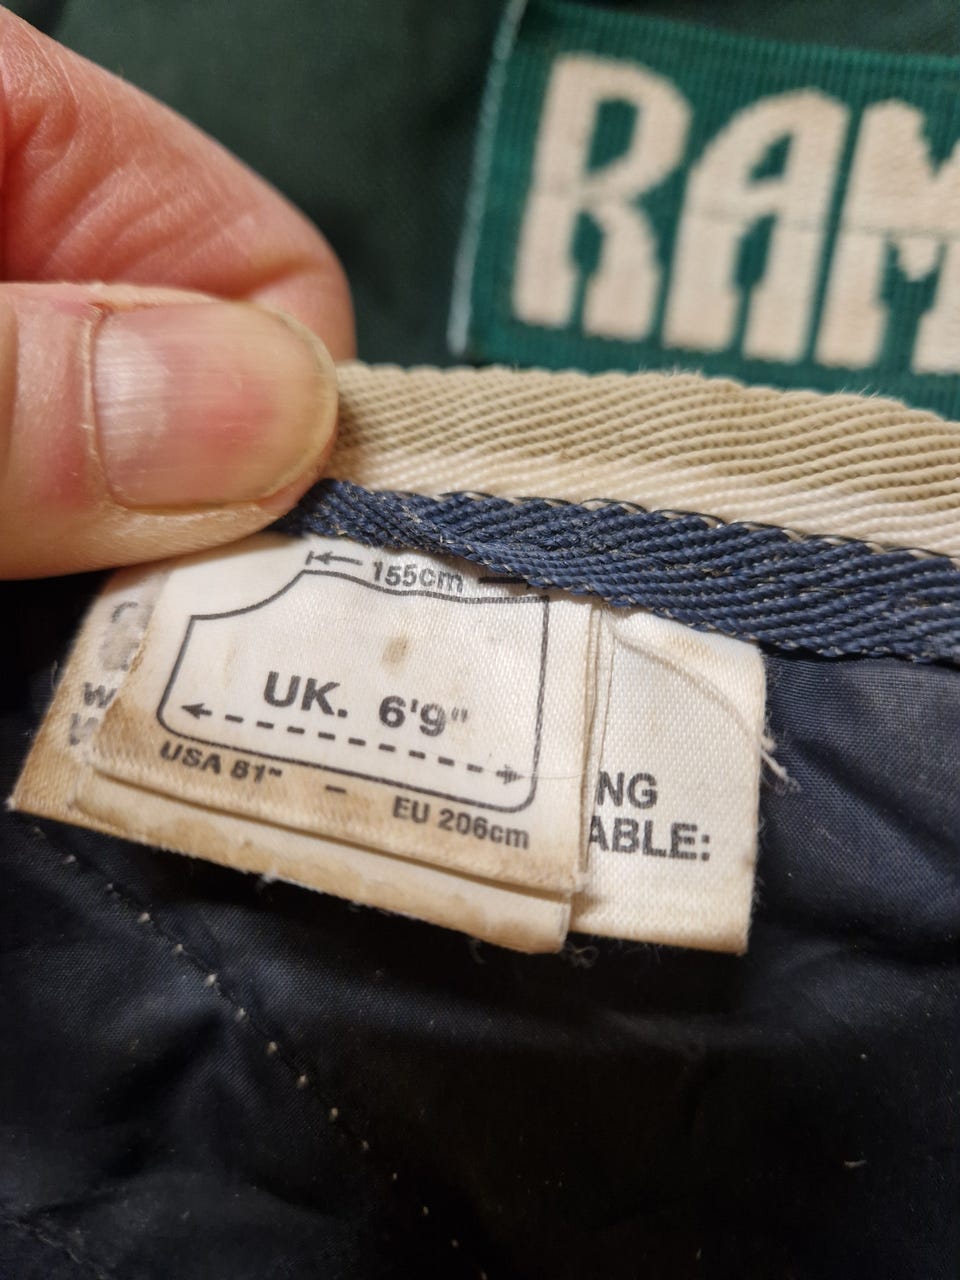 RAM
155cm
UK. 6'9"
USA 81"
- EU 206cm
NG
ABLE: